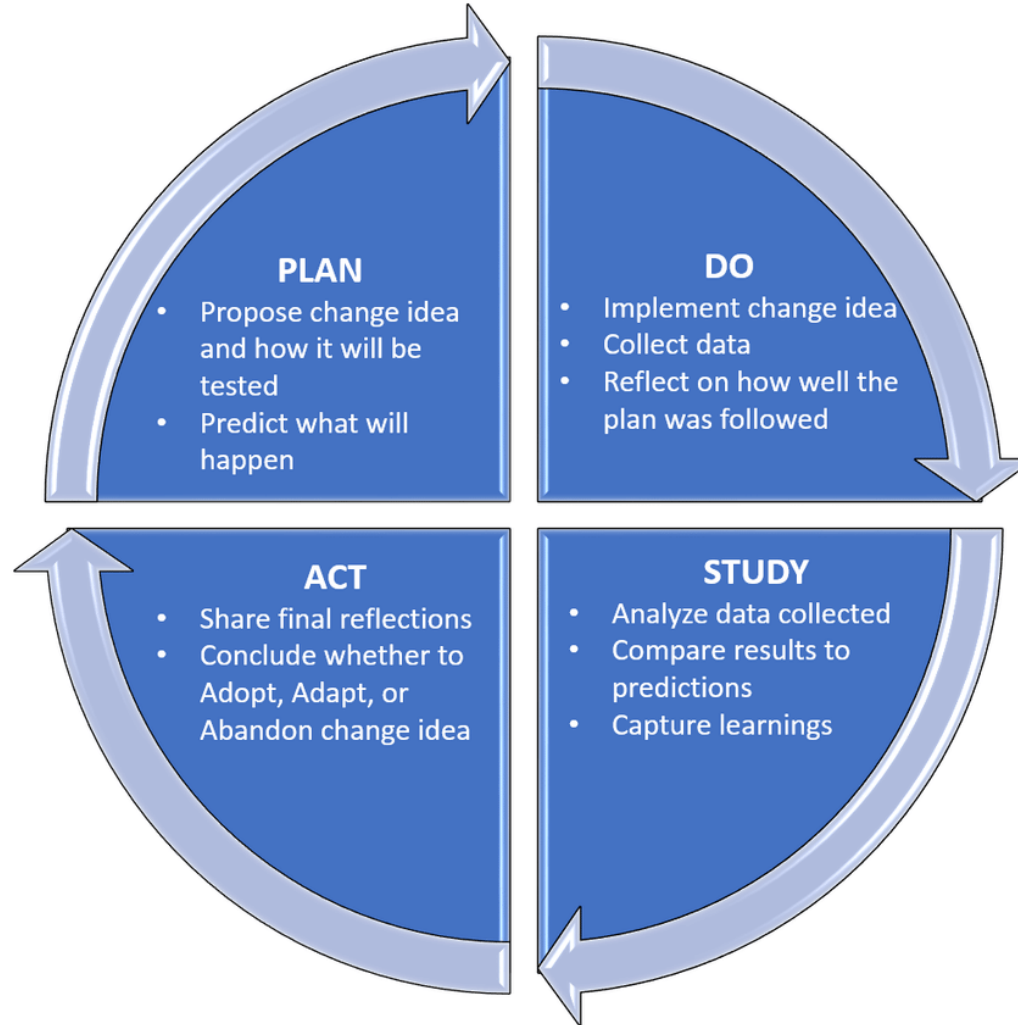 PLAN
• Propose change idea
and how it will be
tested
• Predict what will
happen
DO
• Implement change idea
• Collect data
• Reflect on how well the
plan was followed
STUDY
• Analyze data collected
• Compare results to
predictions
• Capture learnings
ACT
• Share final reflections
• Conclude whether to
Adopt, Adapt, or
Abandon change idea